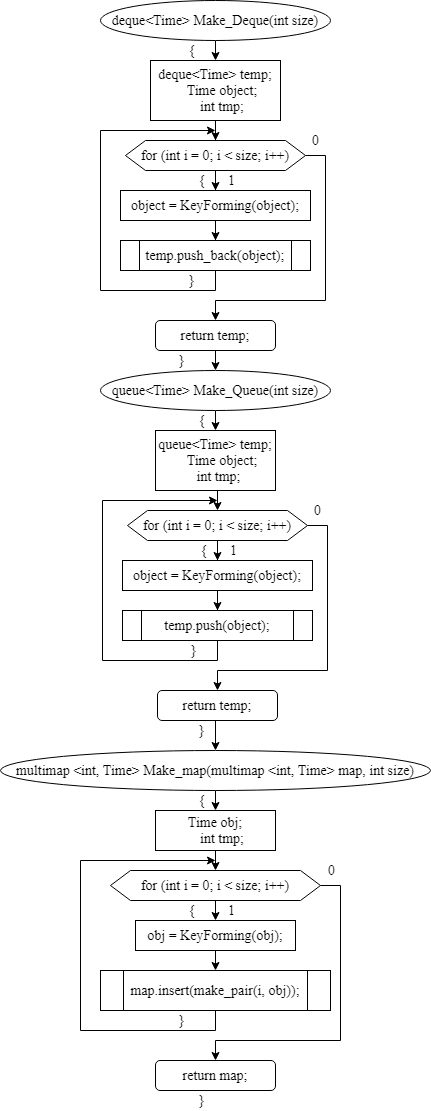 deque<Time> Make_Deque(int size)
{
deque<Time> temp;
Time object;
int tmp;
0
for (int i = 0; i < size; i++)
{ 1
object = KeyForming(object);
temp.push_back(object);
}
return temp;
}
queue<Time> Make_Queue(int size)
{
queue<Time> temp;
Time object;
int tmp;
0
for (int i = 0; i < size; i++)
{ 1
object = KeyForming(object);
temp.push(object);
}
return temp;
}
multimap <int, Time> Make_map(multimap <int, Time> map, int size)
{
Time obj;
int tmp;
0
for (int i = 0; i < size; i++)
{ 1
obj = KeyForming(obj);
map.insert(make_pair(i, obj));
}
return map;
}